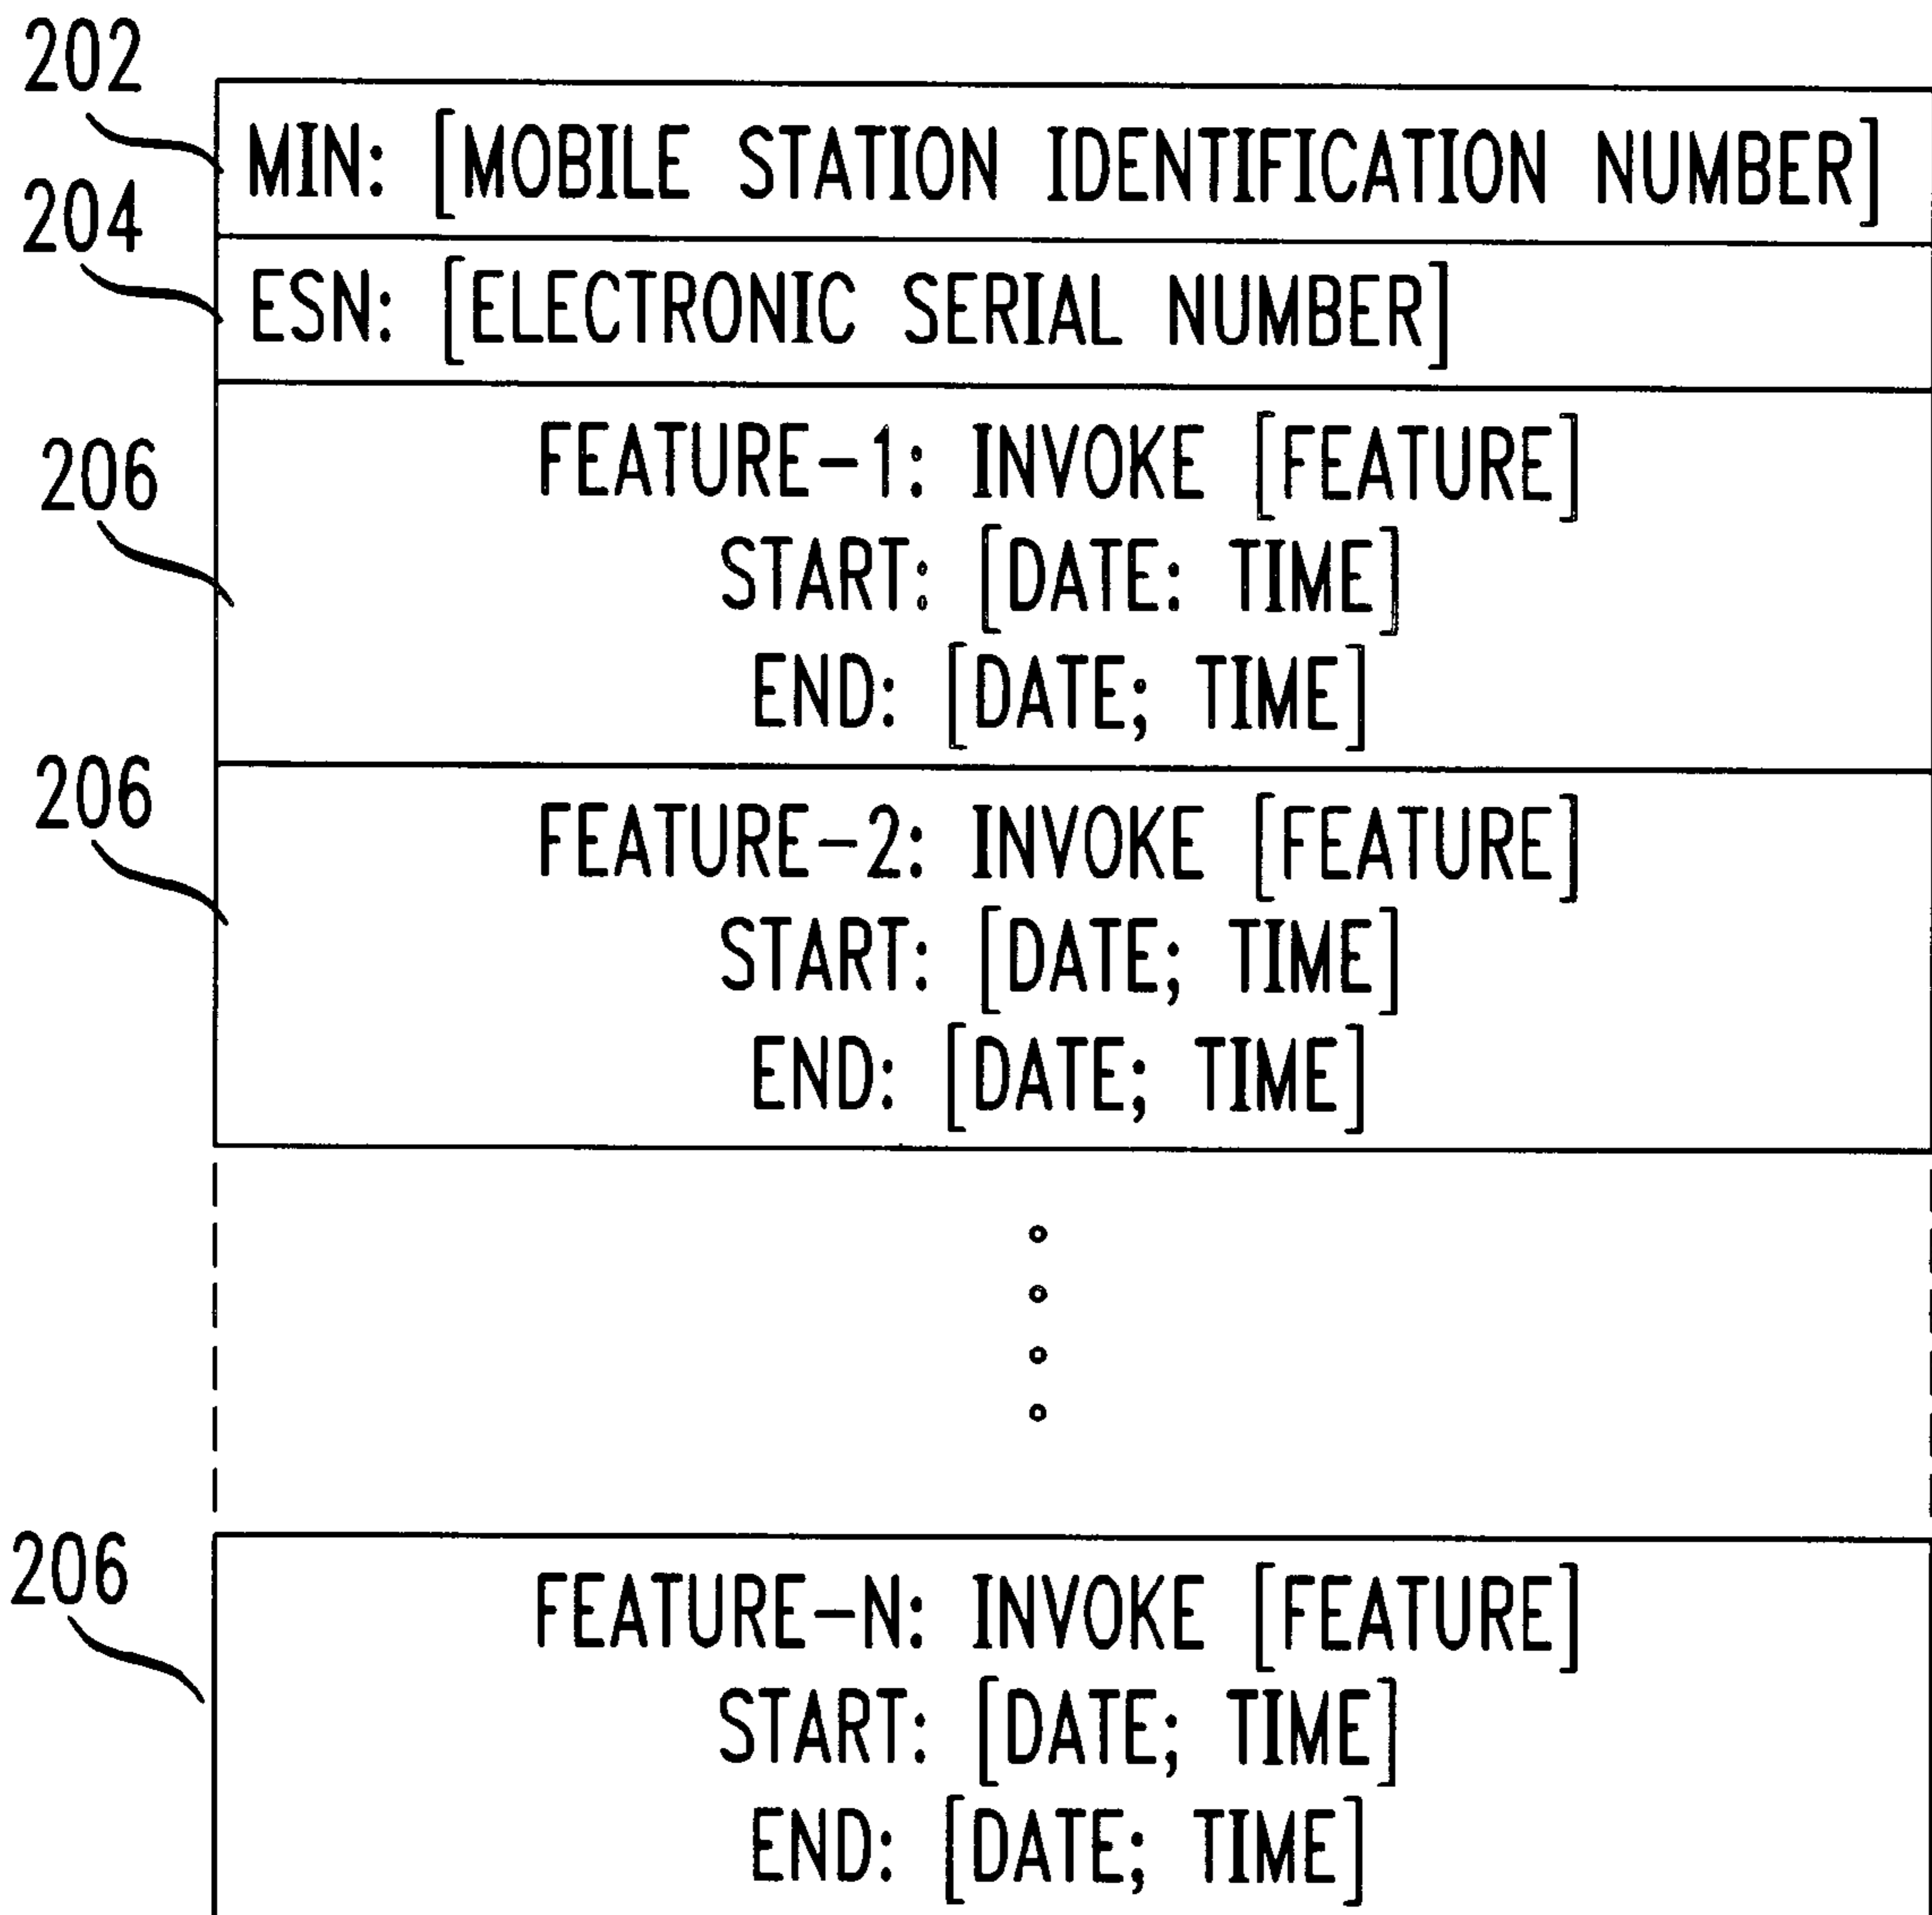 202
MIN: [MOBILE STATION IDENTIFICATION NUMBER]
204
ESN: [ELECTRONIC SERIAL NUMBER]
206
FEATURE-1: INVOKE [FEATURE]
START: [DATE: TIME]
END: [DATE; TIME]
206
FEATURE-2: INVOKE [FEATURE]
START: [DATE; TIME]
END: [DATE; TIME]
206
FEATURE-N: INVOKE [FEATURE]
START: [DATE; TIME]
END: [DATE; TIME]